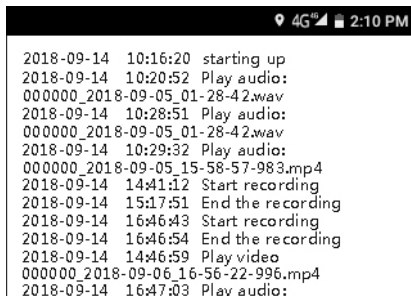 4G 4G 2:10 PM
2018-09-14 10:16:20 starting up
2018-09-14 10:20:52 Play audio:
000000_2018-09-05_01-28-42.wav
2018-09-14 10:28:51 Play audio:
000000_2018-09-05_01-28-42.wav
2018-09-14 10:29:32 Play audio:
000000_2018-09-05_15-58-57-983.mp4
2018-09-14 14:41:12 Start recording
2018-09-14 15:17:51 End the recording
2018-09-14 16:46:43 Start recording
2018-09-14 16:46:54 End the recording
2018-09-14 14:46:59 Play video
000000_2018-09-06_16-56-22-996.mp4
2018-09-14 16:47:03 Play audio: